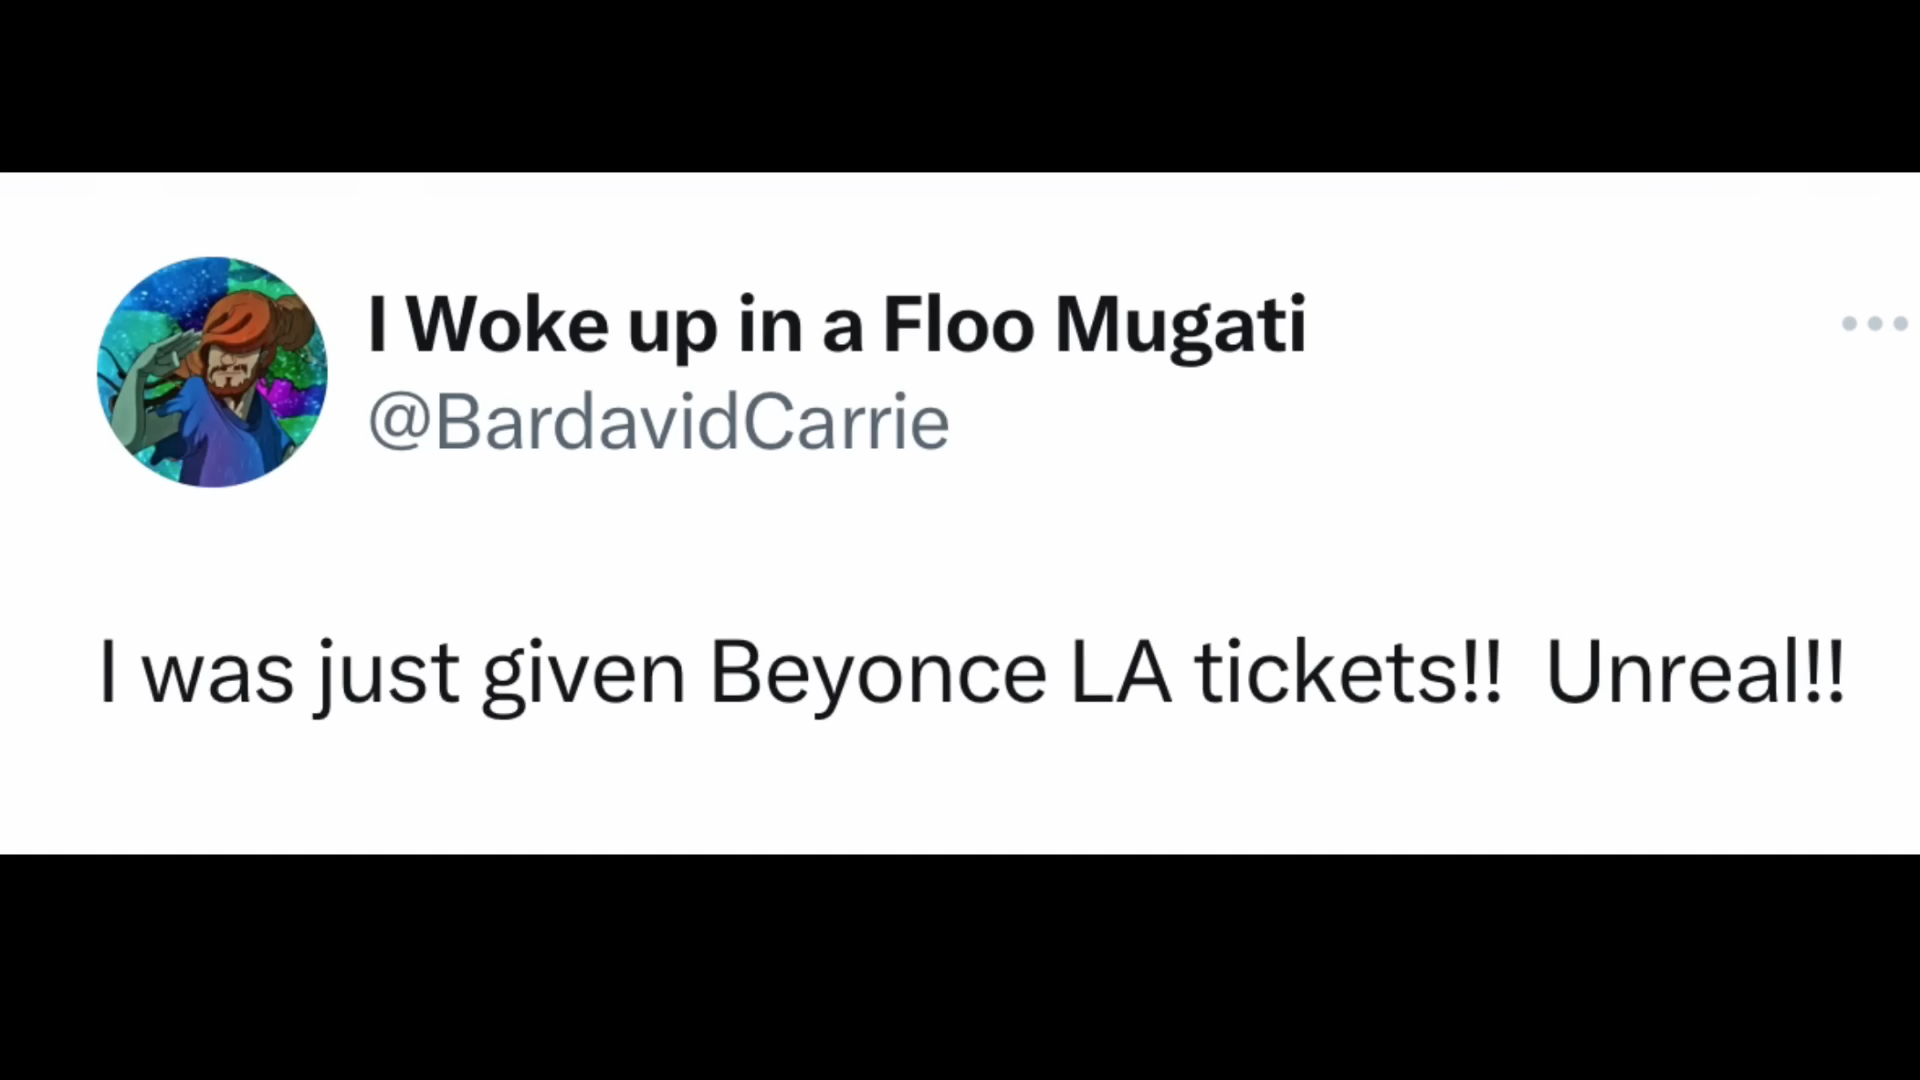 I Woke up in a Floo Mugati
@BardavidCarrie
I was just given Beyonce LA tickets!!  Unreal!!